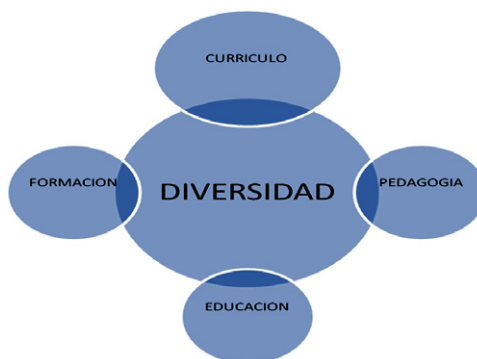 CURRICULO
FORMACION
DIVERSIDAD
PEDAGOGIA
EDUCACION